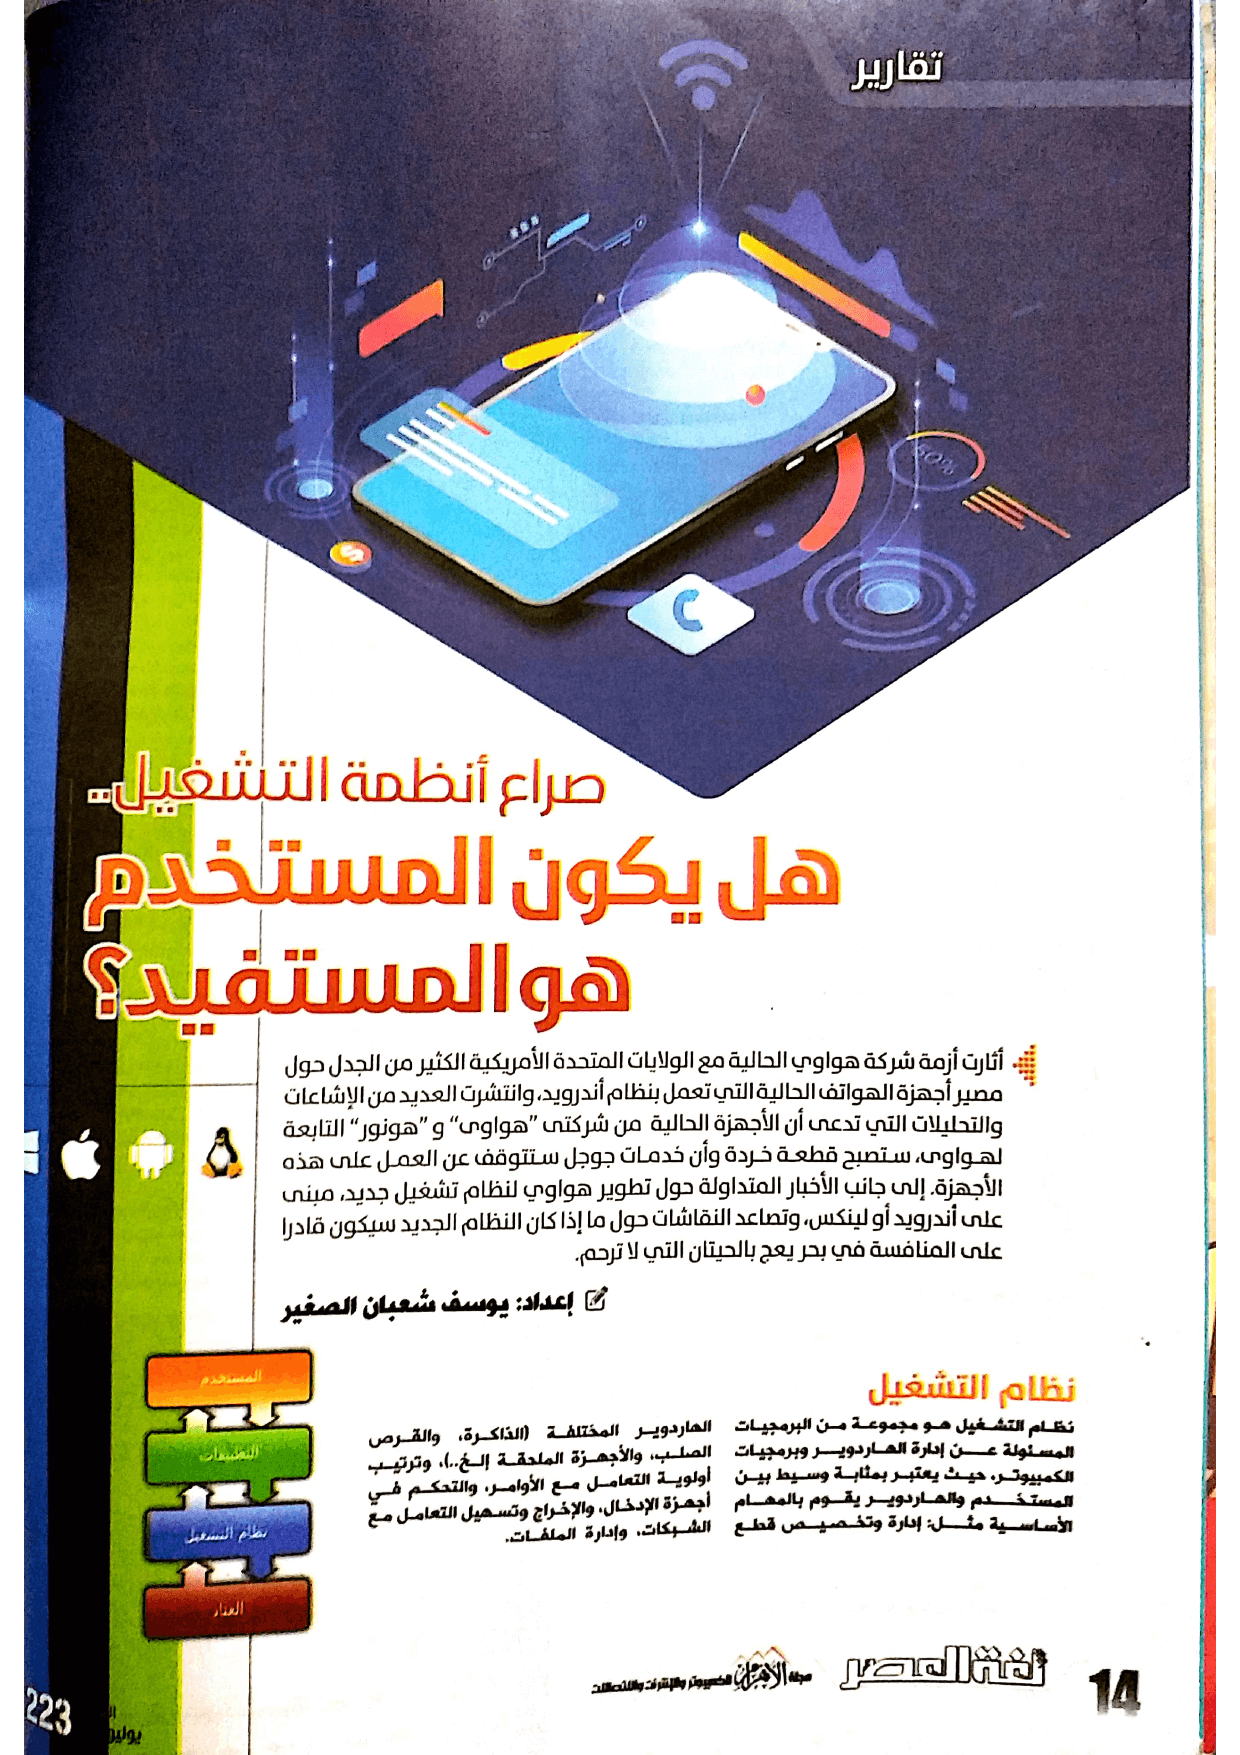 تقارير
60%
صراع أنظمة التشغيل..
هل يكون المستخدم
هو المستفيد؟
أثارت أزمة شركة هواوي الحالية مع الولايات المتحدة الأمريكية الكثير من الجدل حول
مصير أجهزة الهواتف الحالية التي تعمل بنظام أندرويد، وانتشرت العديد من الإشاعات
والتحليلات التي تدعى أن الأجهزة الحالية من شركتى "هواوى" و "هونور" التابعة
لهواوى، ستصبح قطعة خردة وأن خدمات جوجل ستتوقف عن العمل على هذه
الأجهزة. إلى جانب الأخبار المتداولة حول تطوير هواوي لنظام تشغيل جديد، مبنى
على أندرويد أو لينكس، وتصاعد النقاشات حول ما إذا كان النظام الجديد سيكون قادرا
على المنافسة في بحر يعج بالحيتان التي لا ترحم.
إعداد: يوسف شعبان الصغير
نظام التشغيل
نظام التشغيل هو مجموعة من البرمجيات
المسئولة عن إدارة الهاردوير وبرمجيات
الكمبيوتر، حيث يعتبر بمثابة وسيط بين
المستخدم والهاردوير يقوم بالمهام
الأساسية مثل: إدارة وتخصيص قطع
الهاردوير المختلفة (الذاكرة، والقرص
الصلب، والأجهزة الملحقة إلخ..)، وترتيب
أولوية التعامل مع الأوامر، والتحكم في
أجهزة الإدخال، والإخراج وتسهيل التعامل مع
الشبكات، وإدارة الملفات.
المستخدم
التطبيقات
نظام التشغيل
العتاد
14
لغة العصر
مجلة الأهرام للكمبيوتر والإنترنت والاتصالات
223
يوليو